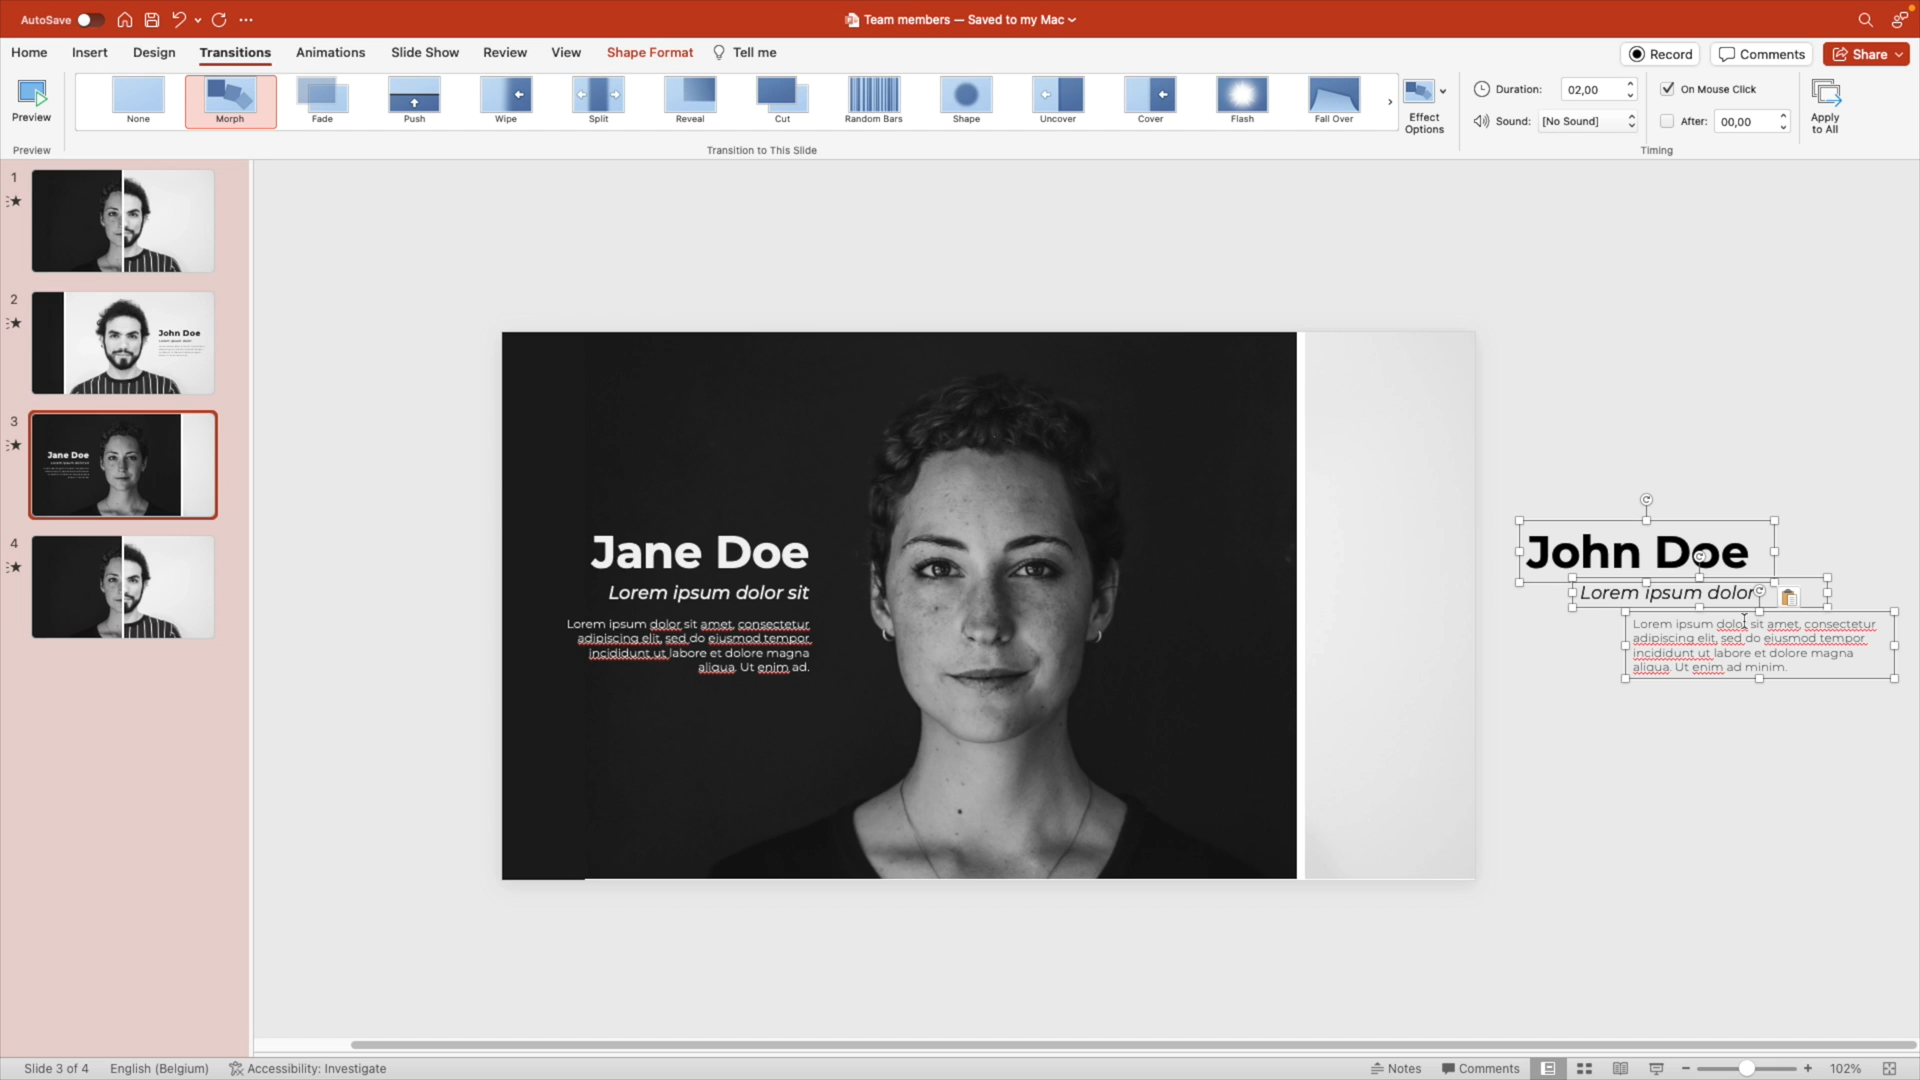 AutoSave
Team members — Saved to my Mac
Home Insert Design Transitions Animations Slide Show Review View Shape Format Tell me
Record Comments Share
Preview
None Morph Fade Push Wipe Split Reveal Cut Random Bars Shape Uncover Cover Flash Fall Over
Effect
Options
Duration: 02,00
Sound: [No Sound]
On Mouse Click
After: 00,00
Apply
to All
Preview
Transition to This Slide
Timing
1
2
John Doe
3
Jane Doe
4
Jane Doe
Lorem ipsum dolor sit
Lorem ipsum dolor sit amet, consectetur
adipiscing elit, sed do eiusmod tempor
incididunt ut labore et dolore magna
aliqua. Ut enim ad.
John Doe
Lorem ipsum dolor
Lorem ipsum dolor sit amet, consectetur
adipiscing elit, sed do eiusmod tempor
incididunt ut labore et dolore magna
aliqua. Ut enim ad minim.
Slide 3 of 4 English (Belgium) Accessibility: Investigate
Notes Comments 102%